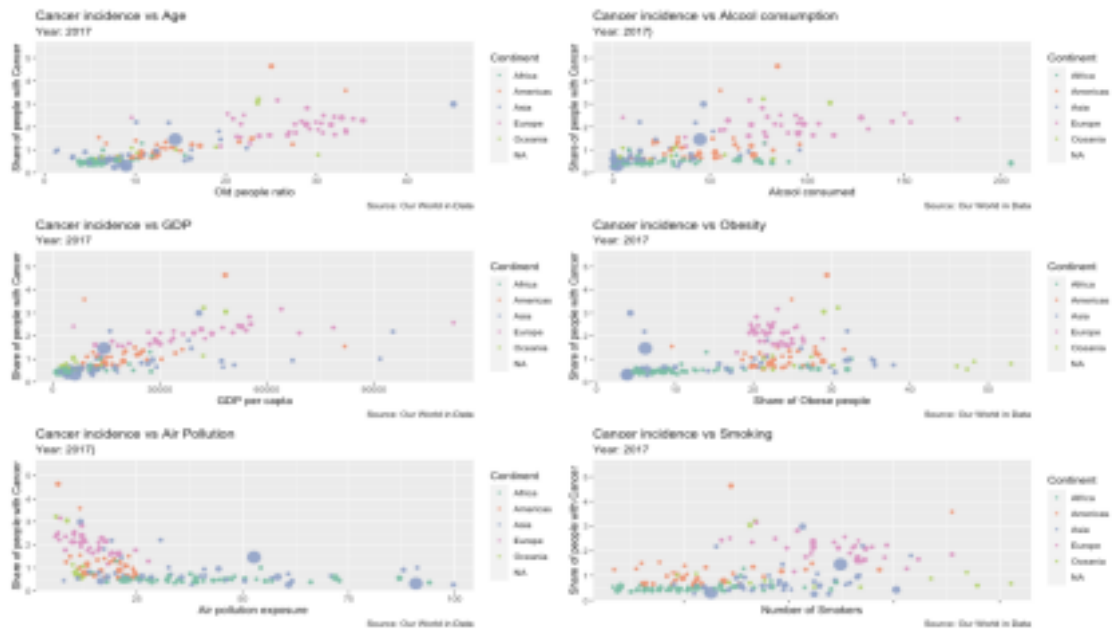 Cancer incidence vs Age
Year: 2017
Share of people with Cancer
Old people ratio
Continent
Africa
Americas
Asia
Europe
Oceania
NA
Source: Our World in Data
Cancer incidence vs Alcool consumption
Year: 2017)
Share of people with Cancer
Alcool consumed
Continent
Africa
Americas
Asia
Europe
Oceania
NA
Source: Our World in Data
Cancer incidence vs GDP
Year: 2017
Share of people with Cancer
GDP per capta
Continent
Africa
Americas
Asia
Europe
Oceania
NA
Source: Our World in Data
Cancer incidence vs Obesity
Year: 2017
Share of people with Cancer
Share of Obese people
Continent
Africa
Americas
Asia
Europe
Oceania
NA
Source: Our World in Data
Cancer incidence vs Air Pollution
Year: 2017)
Share of people with Cancer
25 50 75 100
Air pollution exposure
Continent
Africa
Americas
Asia
Europe
Oceania
NA
Source: Our World in Data
Cancer incidence vs Smoking
Year: 2017
Share of people with Cancer
Number of Smokers
Continent
Africa
Americas
Asia
Europe
Oceania
NA
Source: Our World in Data